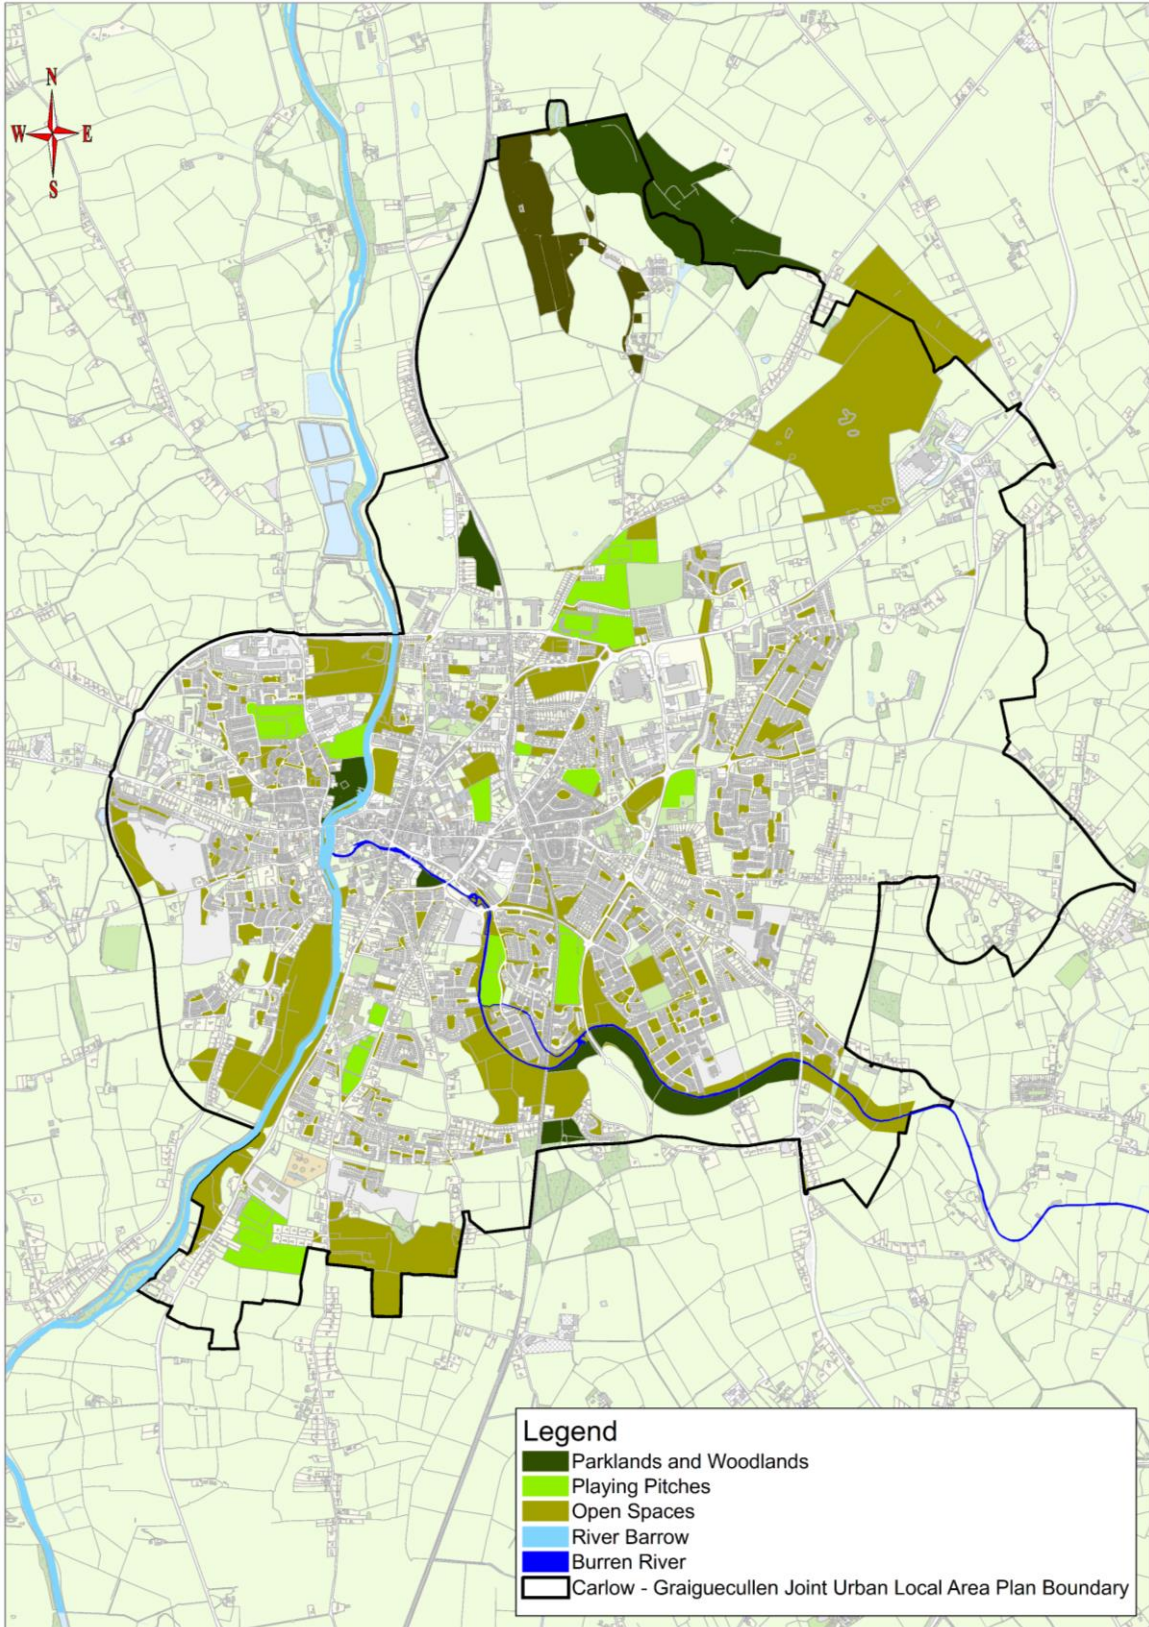 N
W E
S
Legend
Parklands and Woodlands
Playing Pitches
Open Spaces
River Barrow
Burren River
Carlow - Graiguecullen Joint Urban Local Area Plan Boundary